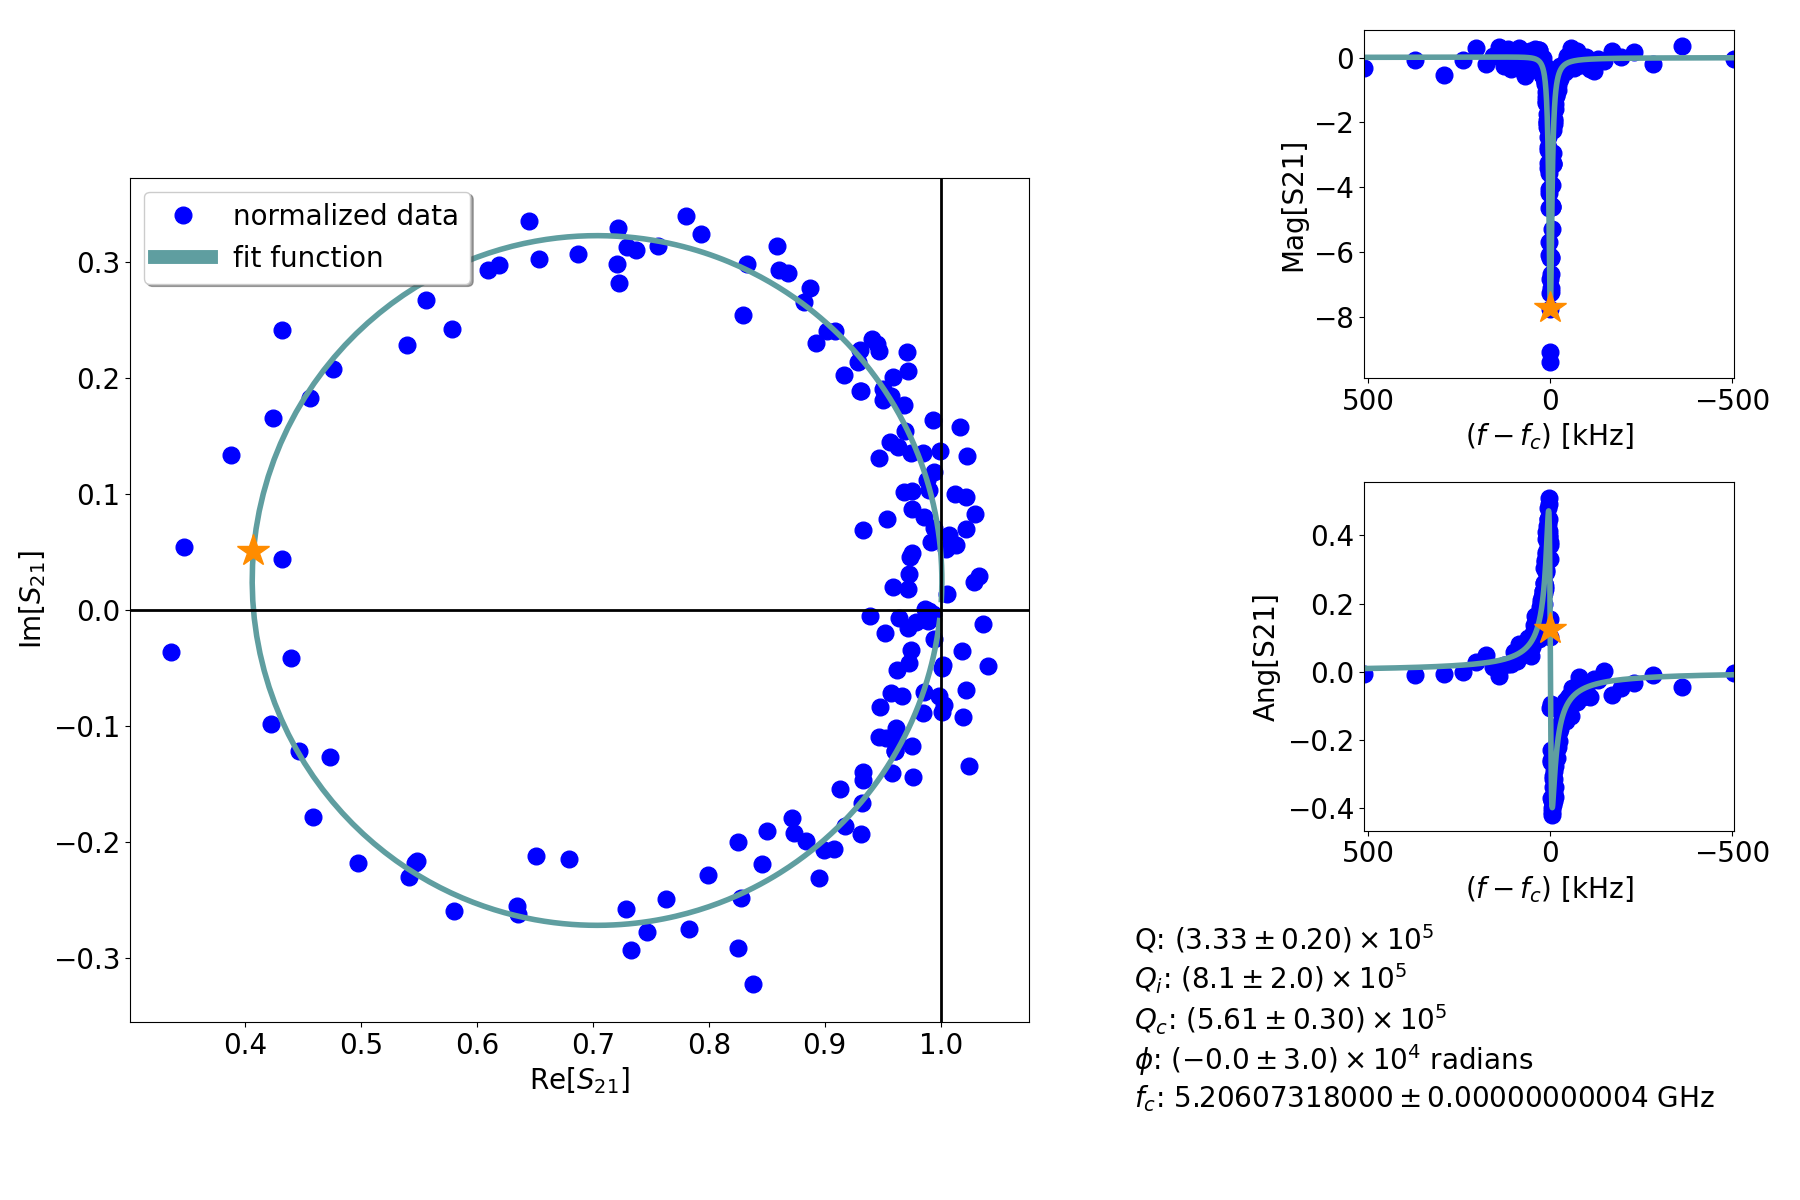 normalized data
fit function
0.3
0.2
0.1
0.0
−0.1
−0.2
−0.3
Im[S21]
0.4 0.5 0.6 0.7 0.8 0.9 1.0
Re[S21]
0
−2
−4
−6
−8
Mag[S21]
500 0 −500
(f − fc) [kHz]
0.4
0.2
0.0
−0.2
−0.4
Ang[S21]
500 0 −500
(f − fc) [kHz]
Q: (3.33 ± 0.20) × 10^5
Qi: (8.1 ± 2.0) × 10^5
Qc: (5.61 ± 0.30) × 10^5
ϕ: (−0.0 ± 3.0) × 10^4 radians
fc: 5.20607318000 ± 0.00000000004 GHz